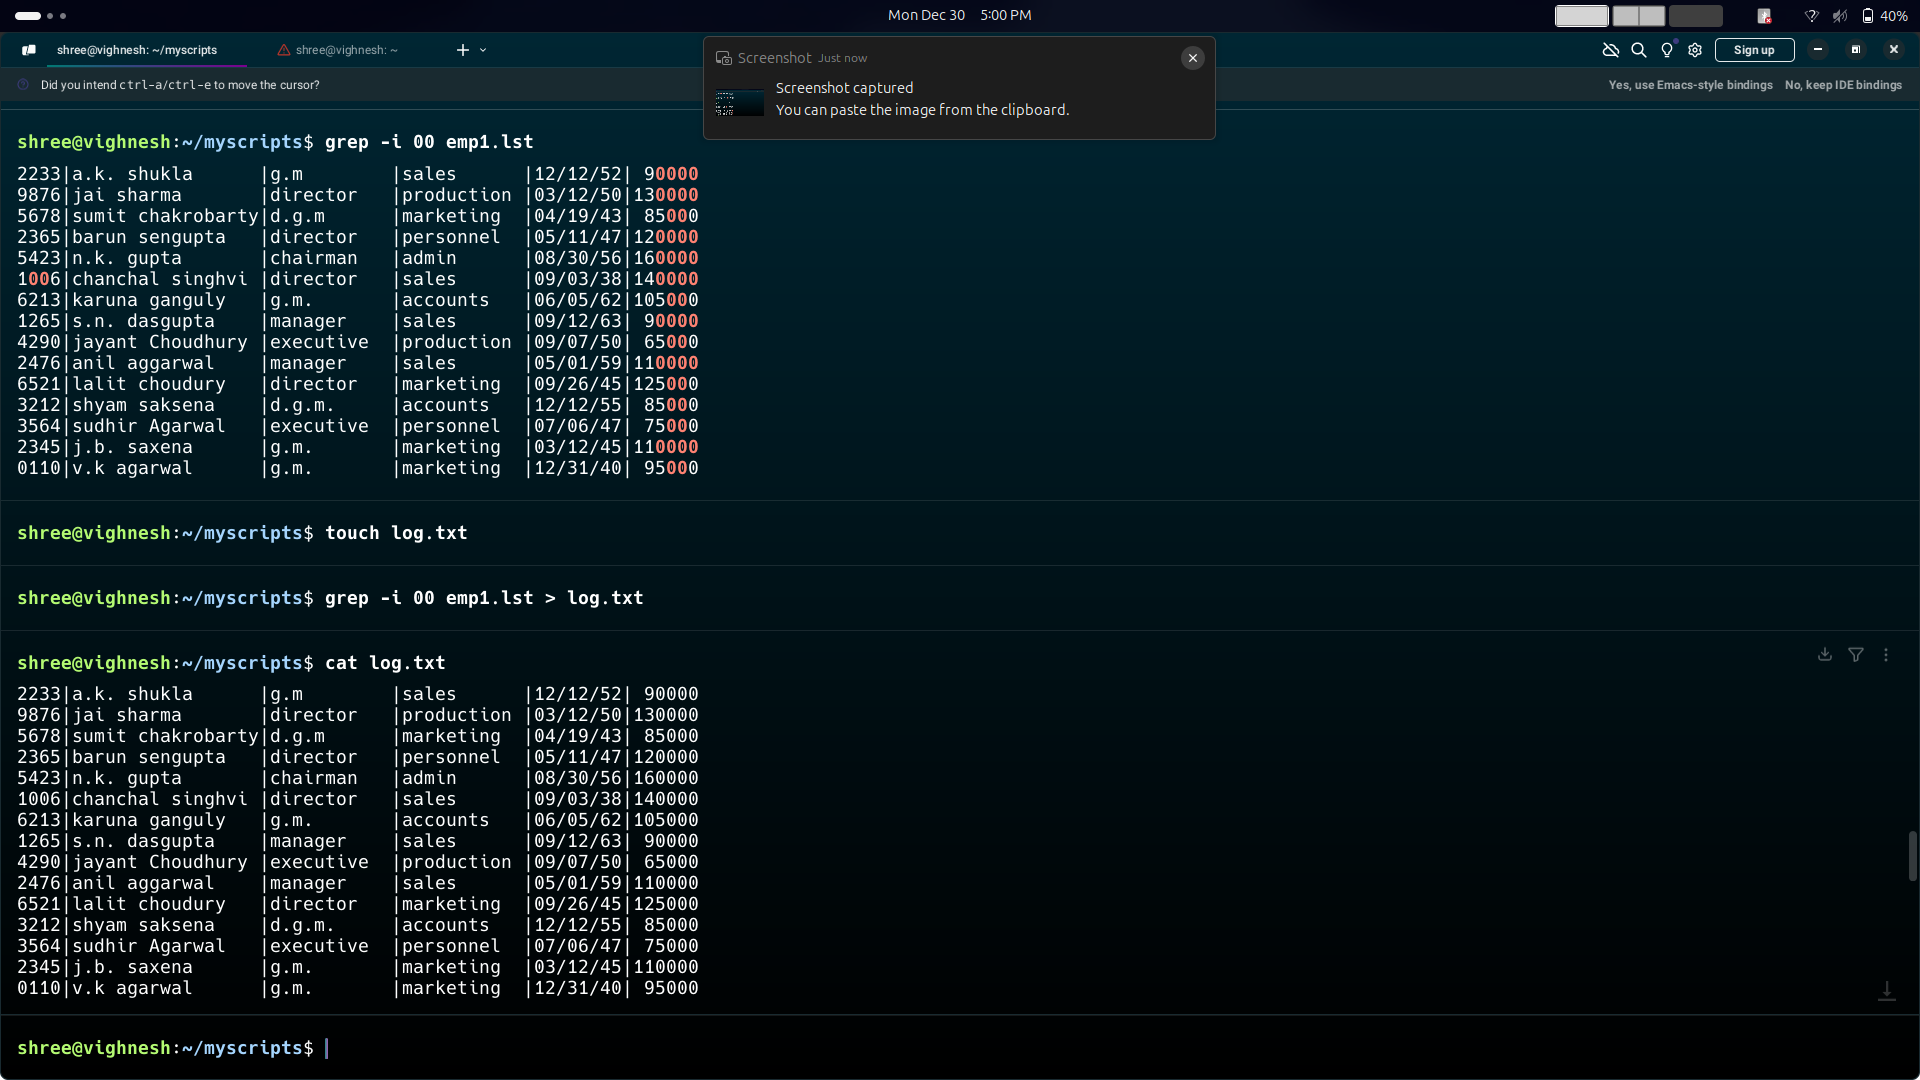 Mon Dec 30 5:00 PM
40%
shree@vighnesh: ~/myscripts
shree@vighnesh: ~
Sign up
Did you intend ctrl-a/ctrl-e to move the cursor?
Yes, use Emacs-style bindings No, keep IDE bindings
Screenshot Just now
Screenshot captured
You can paste the image from the clipboard.
shree@vighnesh:~/myscripts$ grep -i 00 emp1.lst
2233|a.k. shukla      |g.m        |sales      |12/12/52| 90000
9876|jai sharma       |director   |production |03/12/50|130000
5678|sumit chakrobarty|d.g.m      |marketing  |04/19/43| 85000
2365|barun sengupta   |director   |personnel  |05/11/47|120000
5423|n.k. gupta       |chairman   |admin      |08/30/56|160000
1006|chanchal singhvi |director   |sales      |09/03/38|140000
6213|karuna ganguly   |g.m.       |accounts   |06/05/62|105000
1265|s.n. dasgupta    |manager    |sales      |09/12/63| 90000
4290|jayant Choudhury |executive  |production |09/07/50| 65000
2476|anil aggarwal    |manager    |sales      |05/01/59|110000
6521|lalit choudury   |director   |marketing  |09/26/45|125000
3212|shyam saksena    |d.g.m.     |accounts   |12/12/55| 85000
3564|sudhir Agarwal   |executive  |personnel  |07/06/47| 75000
2345|j.b. saxena      |g.m.       |marketing  |03/12/45|110000
0110|v.k agarwal      |g.m.       |marketing  |12/31/40| 95000
shree@vighnesh:~/myscripts$ touch log.txt
shree@vighnesh:~/myscripts$ grep -i 00 emp1.lst > log.txt
shree@vighnesh:~/myscripts$ cat log.txt
2233|a.k. shukla      |g.m        |sales      |12/12/52| 90000
9876|jai sharma       |director   |production |03/12/50|130000
5678|sumit chakrobarty|d.g.m      |marketing  |04/19/43| 85000
2365|barun sengupta   |director   |personnel  |05/11/47|120000
5423|n.k. gupta       |chairman   |admin      |08/30/56|160000
1006|chanchal singhvi |director   |sales      |09/03/38|140000
6213|karuna ganguly   |g.m.       |accounts   |06/05/62|105000
1265|s.n. dasgupta    |manager    |sales      |09/12/63| 90000
4290|jayant Choudhury |executive  |production |09/07/50| 65000
2476|anil aggarwal    |manager    |sales      |05/01/59|110000
6521|lalit choudury   |director   |marketing  |09/26/45|125000
3212|shyam saksena    |d.g.m.     |accounts   |12/12/55| 85000
3564|sudhir Agarwal   |executive  |personnel  |07/06/47| 75000
2345|j.b. saxena      |g.m.       |marketing  |03/12/45|110000
0110|v.k agarwal      |g.m.       |marketing  |12/31/40| 95000
shree@vighnesh:~/myscripts$